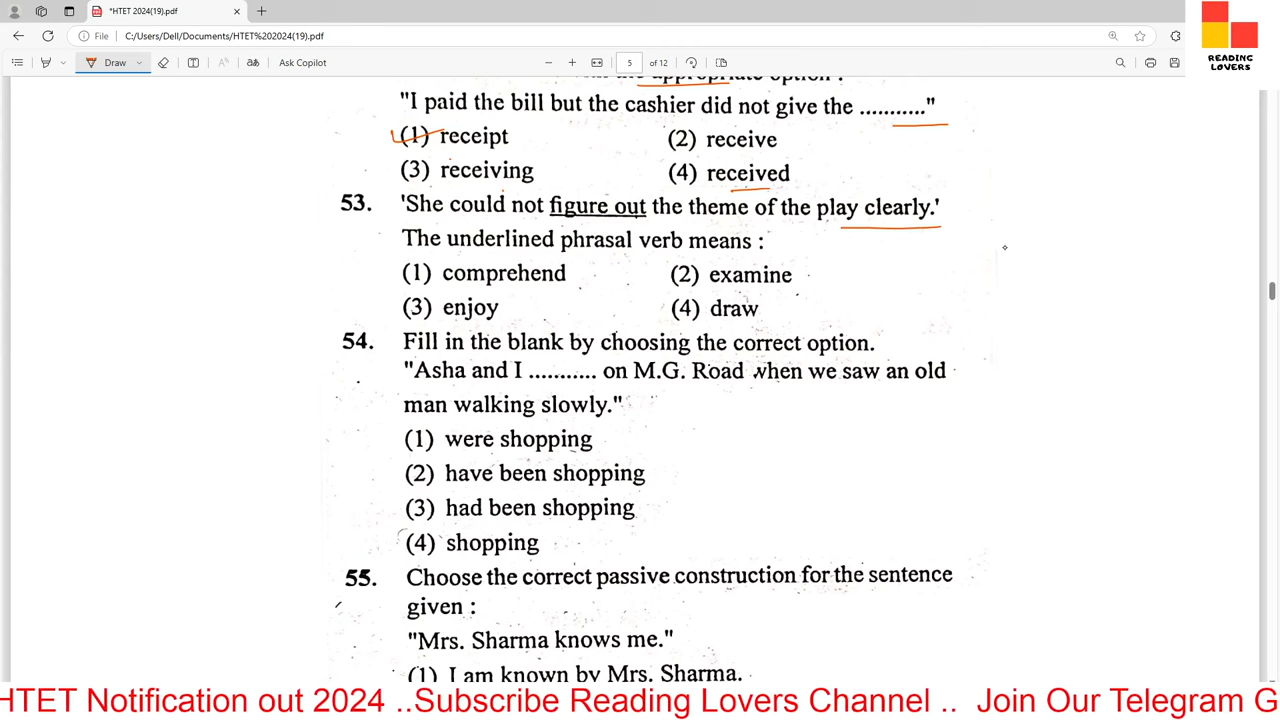 *HTET 2024(19).pdf
File C:/Users/Dell/Documents/HTET%202024(19).pdf
Draw Ask Copilot 5 of 12
READING
LOVERS
the appropriate option :
"I paid the bill but the cashier did not give the ..........."
(1) receipt (2) receive
(3) receiving (4) received
53. 'She could not figure out the theme of the play clearly.'
The underlined phrasal verb means :
(1) comprehend (2) examine
(3) enjoy (4) draw
54. Fill in the blank by choosing the correct option.
"Asha and I ........... on M.G. Road when we saw an old
man walking slowly."
(1) were shopping
(2) have been shopping
(3) had been shopping
(4) shopping
55. Choose the correct passive construction for the sentence
given :
"Mrs. Sharma knows me."
(1) I am known by Mrs. Sharma.
HTET Notification out 2024 ..Subscribe Reading Lovers Channel .. Join Our Telegram G